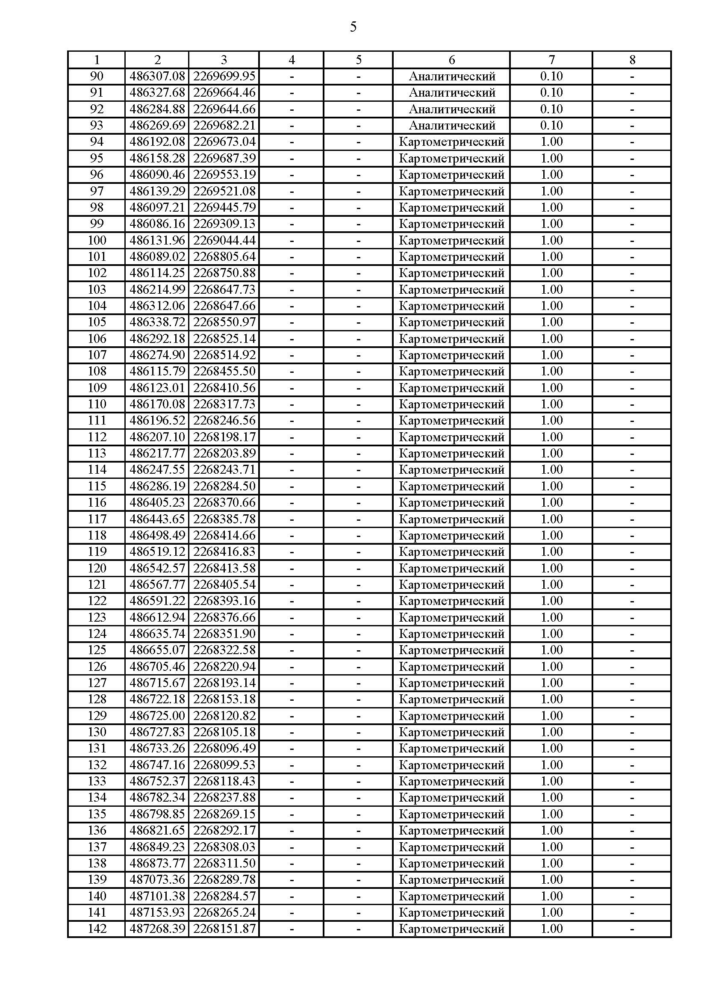 5
1 2 3 4 5 6 7 8
90 486307.08 2269699.95 - - Аналитический 0.10 -
91 486327.68 2269664.46 - - Аналитический 0.10 -
92 486284.88 2269644.66 - - Аналитический 0.10 -
93 486269.69 2269682.21 - - Аналитический 0.10 -
94 486192.08 2269673.04 - - Картометрический 1.00 -
95 486158.28 2269687.39 - - Картометрический 1.00 -
96 486090.46 2269553.19 - - Картометрический 1.00 -
97 486139.29 2269521.08 - - Картометрический 1.00 -
98 486097.21 2269445.79 - - Картометрический 1.00 -
99 486086.16 2269309.13 - - Картометрический 1.00 -
100 486131.96 2269044.44 - - Картометрический 1.00 -
101 486089.02 2268805.64 - - Картометрический 1.00 -
102 486114.25 2268750.88 - - Картометрический 1.00 -
103 486214.99 2268647.73 - - Картометрический 1.00 -
104 486312.06 2268647.66 - - Картометрический 1.00 -
105 486338.72 2268550.97 - - Картометрический 1.00 -
106 486292.18 2268525.14 - - Картометрический 1.00 -
107 486274.90 2268514.92 - - Картометрический 1.00 -
108 486115.79 2268455.50 - - Картометрический 1.00 -
109 486123.01 2268410.56 - - Картометрический 1.00 -
110 486170.08 2268317.73 - - Картометрический 1.00 -
111 486196.52 2268246.56 - - Картометрический 1.00 -
112 486207.10 2268198.17 - - Картометрический 1.00 -
113 486217.77 2268203.89 - - Картометрический 1.00 -
114 486247.55 2268243.71 - - Картометрический 1.00 -
115 486286.19 2268284.50 - - Картометрический 1.00 -
116 486405.23 2268370.66 - - Картометрический 1.00 -
117 486443.65 2268385.78 - - Картометрический 1.00 -
118 486498.49 2268414.66 - - Картометрический 1.00 -
119 486519.12 2268416.83 - - Картометрический 1.00 -
120 486542.57 2268413.58 - - Картометрический 1.00 -
121 486567.77 2268405.54 - - Картометрический 1.00 -
122 486591.22 2268393.16 - - Картометрический 1.00 -
123 486612.94 2268376.66 - - Картометрический 1.00 -
124 486635.74 2268351.90 - - Картометрический 1.00 -
125 486655.07 2268322.58 - - Картометрический 1.00 -
126 486705.46 2268220.94 - - Картометрический 1.00 -
127 486715.67 2268193.14 - - Картометрический 1.00 -
128 486722.18 2268153.18 - - Картометрический 1.00 -
129 486725.00 2268120.82 - - Картометрический 1.00 -
130 486727.83 2268105.18 - - Картометрический 1.00 -
131 486733.26 2268096.49 - - Картометрический 1.00 -
132 486747.16 2268099.53 - - Картометрический 1.00 -
133 486752.37 2268118.43 - - Картометрический 1.00 -
134 486782.34 2268237.88 - - Картометрический 1.00 -
135 486798.85 2268269.15 - - Картометрический 1.00 -
136 486821.65 2268292.17 - - Картометрический 1.00 -
137 486849.23 2268308.03 - - Картометрический 1.00 -
138 486873.77 2268311.50 - - Картометрический 1.00 -
139 487073.36 2268289.78 - - Картометрический 1.00 -
140 487101.38 2268284.57 - - Картометрический 1.00 -
141 487153.93 2268265.24 - - Картометрический 1.00 -
142 487268.39 2268151.87 - - Картометрический 1.00 -